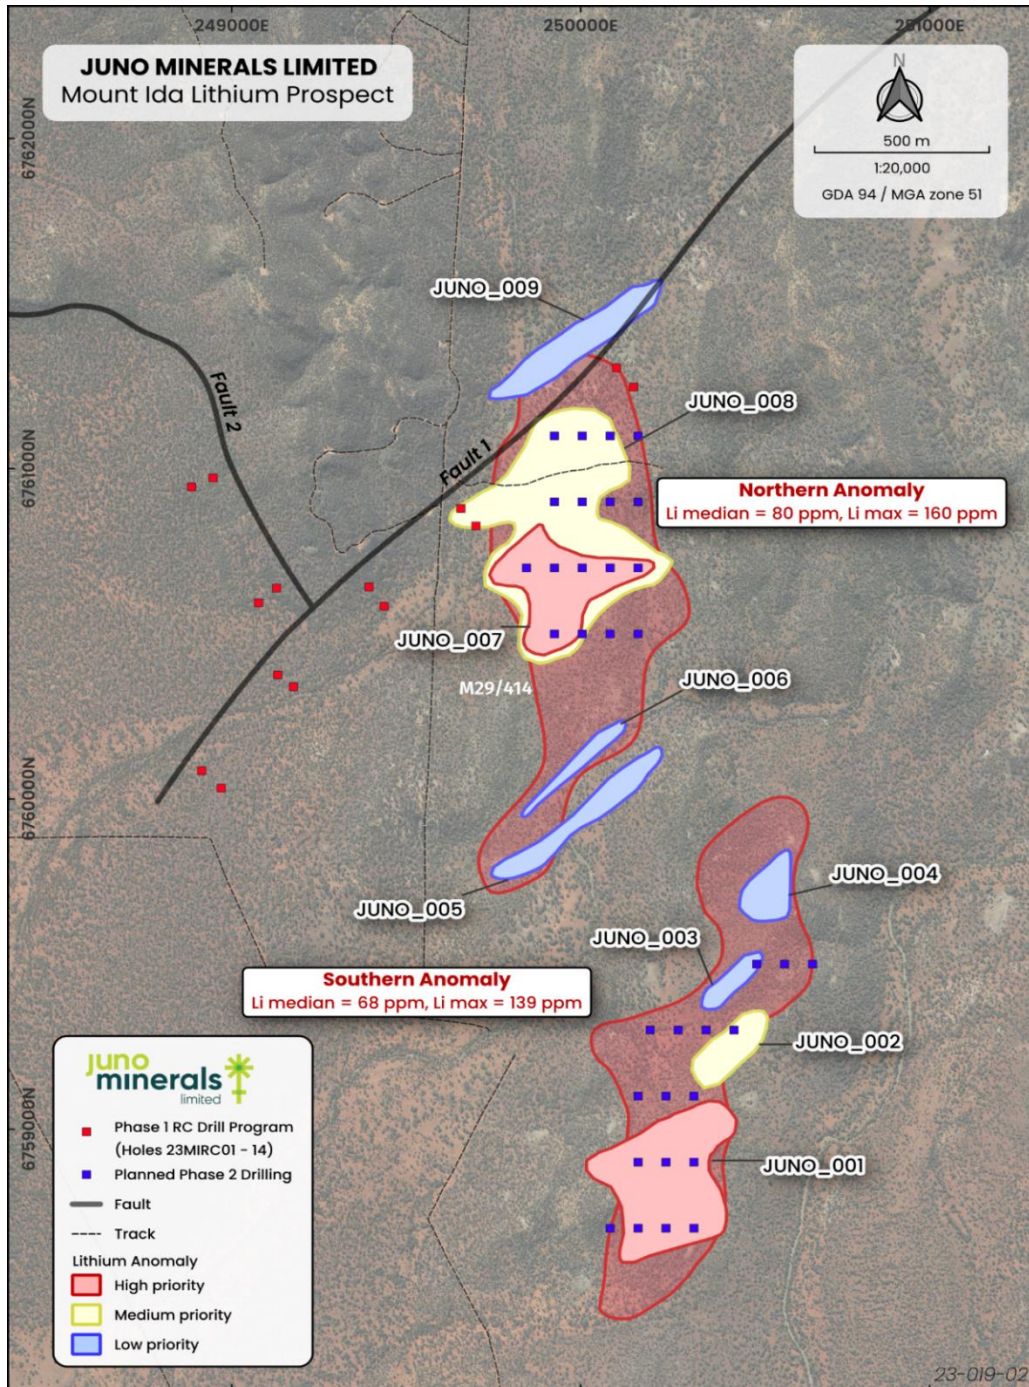 249000E
250000E
251000E
JUNO MINERALS LIMITED
Mount Ida Lithium Prospect
N
500 m
1:20,000
GDA 94 / MGA zone 51
6762000N
JUNO_009
Fault 2
JUNO_008
Fault 1
6761000N
Northern Anomaly
Li median = 80 ppm, Li max = 160 ppm
JUNO_007
JUNO_006
M29/414
6760000N
JUNO_004
JUNO_005
JUNO_003
Southern Anomaly
Li median = 68 ppm, Li max = 139 ppm
JUNO_002
6759008N
JUNO_001
juno
minerals
limited
Phase 1 RC Drill Program
(Holes 23MIRC01 - 14)
Planned Phase 2 Drilling
Fault
Track
Lithium Anomaly
High priority
Medium priority
Low priority
23-019-02